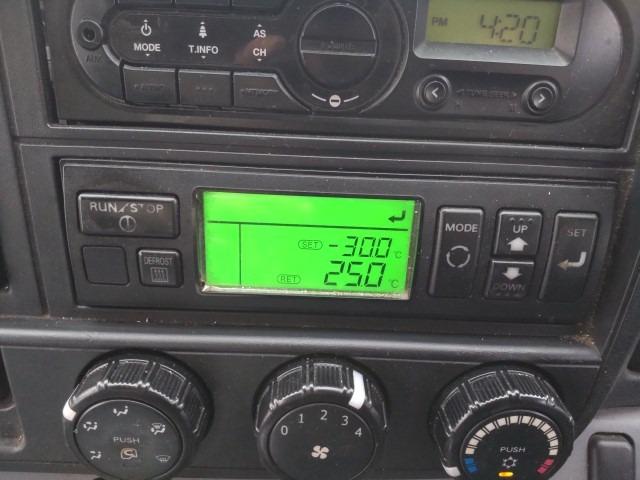 AS
PM 4:20
MODE T.INFO CH
AUX
RUN/STOP
SET -30.0 °C
RET 25.0 °C
DEFROST
MODE
UP
DOWN
SET
PUSH
0 1 2 3 4
PUSH